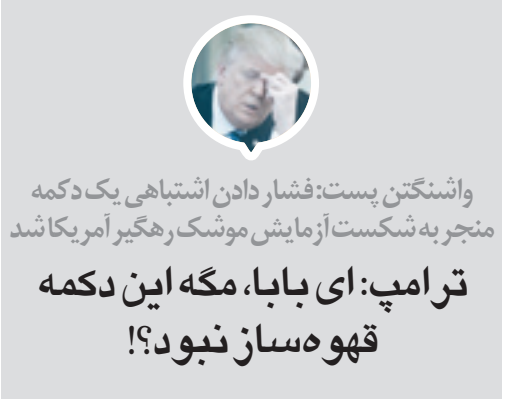 واشنگتن پست: فشار دادن اشتباهی یک دکمه
منجر به شکست آزمایش موشک رهگیر آمریکا شد
ترامپ: ای بابا، مگه این دکمه
قهوه‌ساز نبود؟!